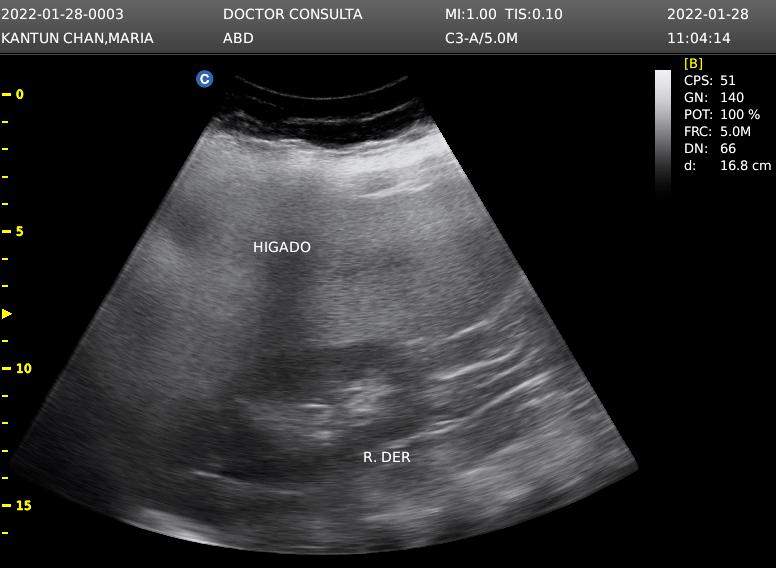 2022-01-28-0003 DOCTOR CONSULTA MI:1.00 TIS:0.10 2022-01-28
KANTUN CHAN,MARIA ABD C3-A/5.0M 11:04:14
C
[B]
CPS: 51
GN: 140
POT: 100 %
FRC: 5.0M
DN: 66
d: 16.8 cm
0
5
HIGADO
10
R. DER
15